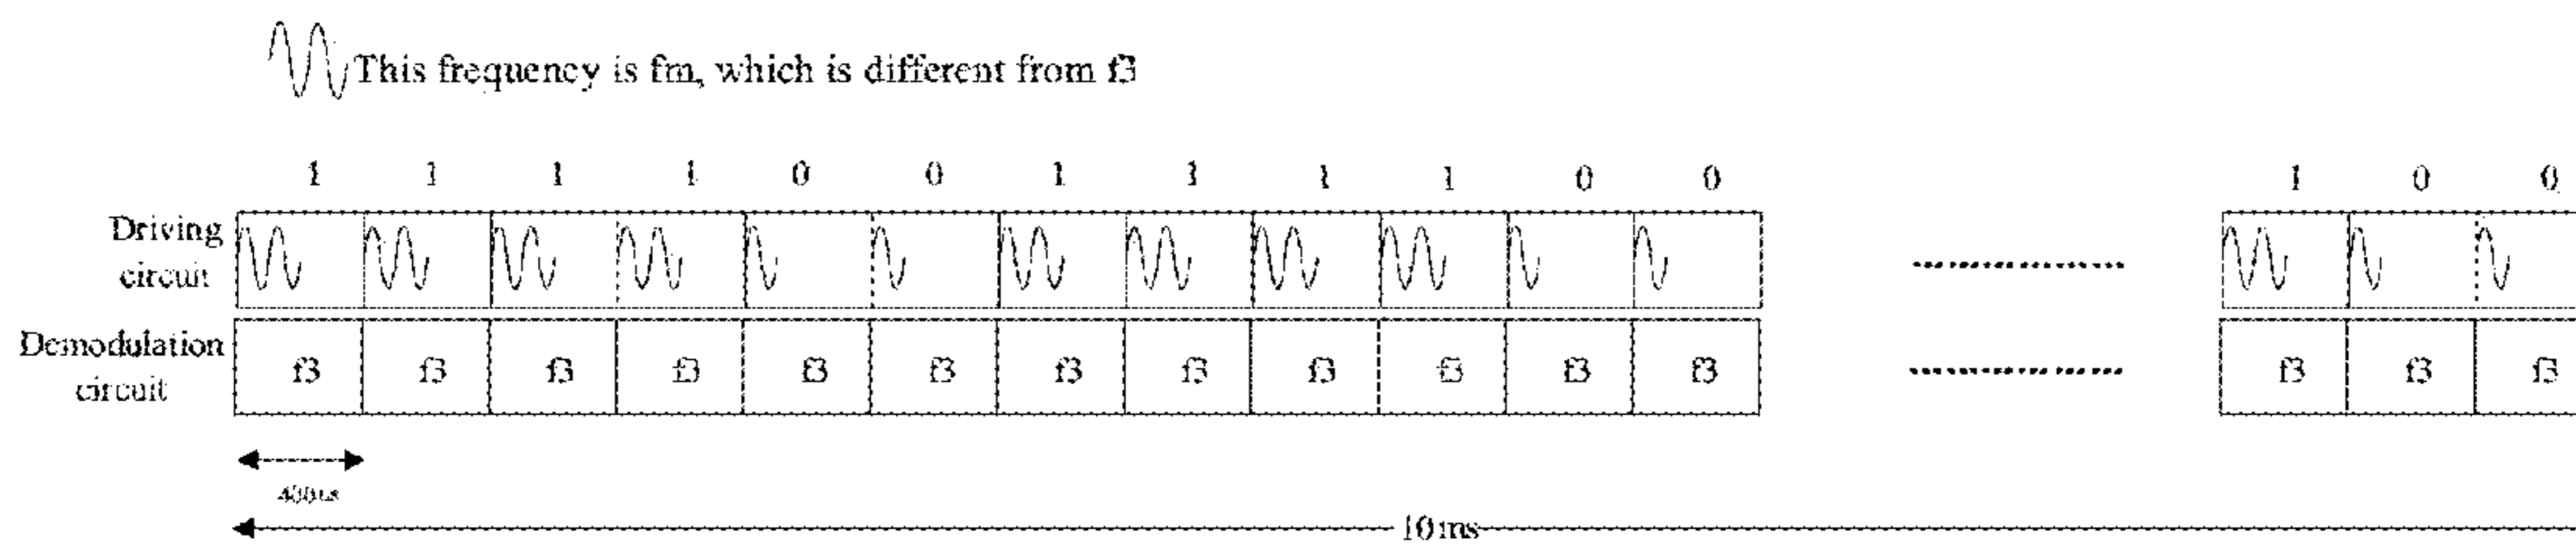 This frequency is fm, which is different from f3
1 1 1 1 0 0 1 1 1 1 0 0 1 0 0
Driving
circuit
Demodulation
circuit
f3 f3 f3 f3 f3 f3 f3 f3 f3 f3 f3 f3 f3 f3 f3
10ms